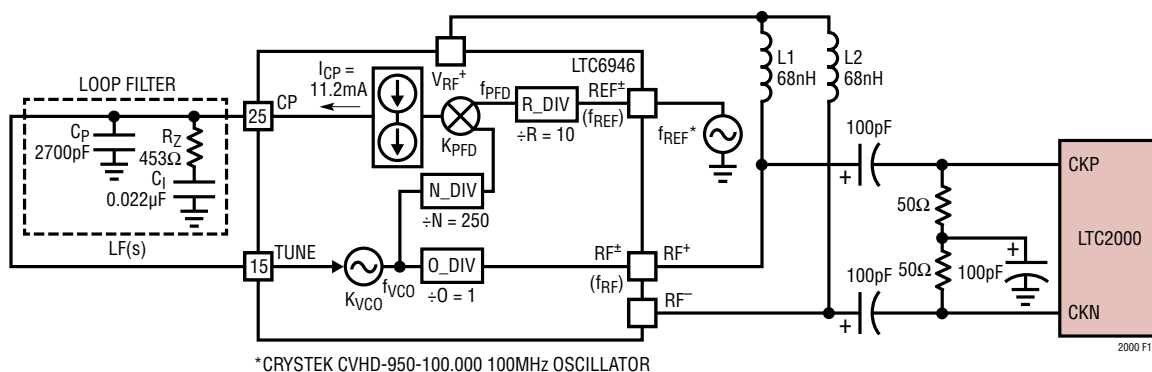 LOOP FILTER
C_P
2700pF
R_Z
453Ω
C_I
0.022µF
LF(s)
25
CP
I_CP =
11.2mA
V_RF⁺
LTC6946
f_PFD
R_DIV
÷R = 10
REF±
(f_REF)
K_PFD
f_REF*
N_DIV
÷N = 250
15
TUNE
K_VCO
f_VCO
O_DIV
÷O = 1
RF±
(f_RF)
RF⁺
RF⁻
L1
68nH
L2
68nH
100pF
+
50Ω
50Ω
100pF
+
100pF
+
CKP
LTC2000
CKN
2000 F1
*CRYSTEK CVHD-950-100.000 100MHz OSCILLATOR